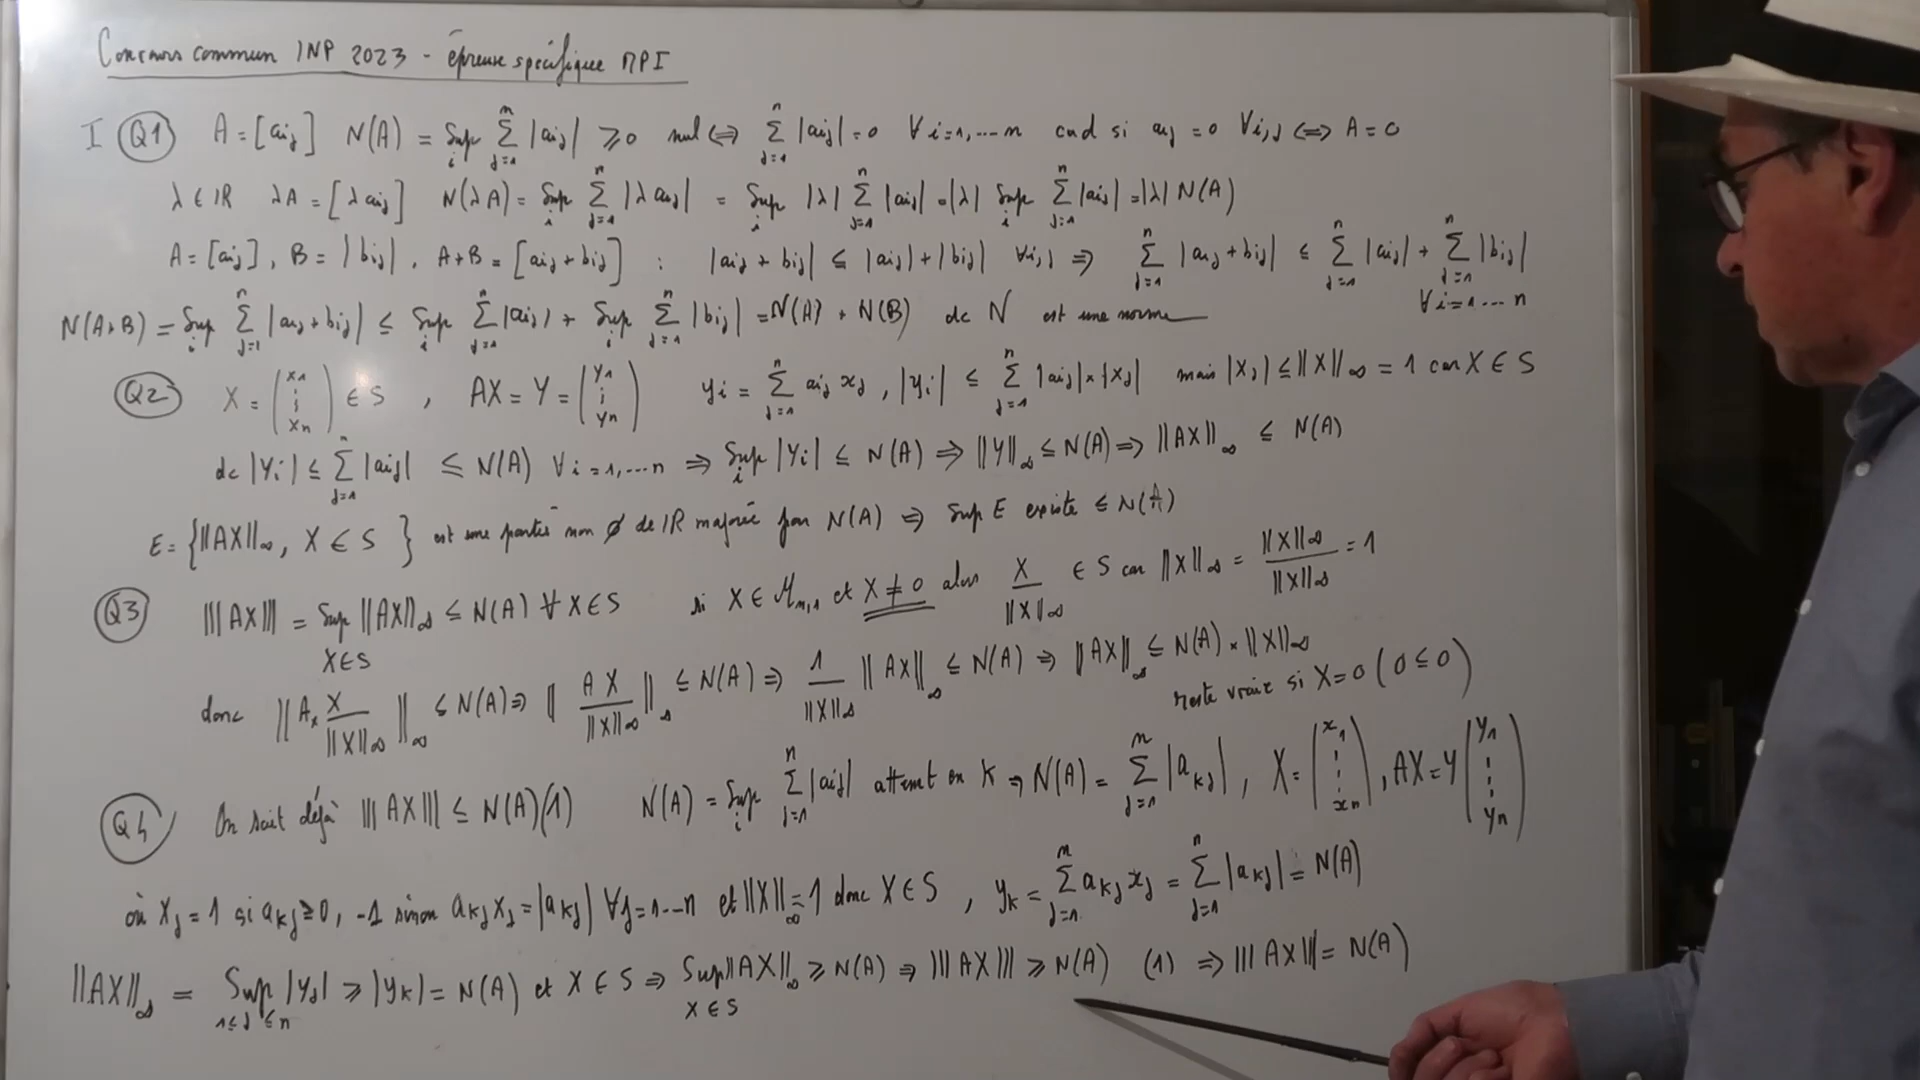 Concours commun INP 2023 - épreuve spécifique MPI
I Q1 A = [aij] N(A) = Sup_i Σ_{j=1}^n |aij| ≥ 0 nul ⟺ Σ_{j=1}^n |aij| = 0 ∀ i=1,...n cad si aij = 0 ∀ i,j ⟺ A = 0
λ ∈ IR λA = [λ aij] N(λA) = Sup_i Σ_{j=1}^n |λ aij| = Sup_i |λ| Σ_{j=1}^n |aij| = |λ| Sup_i Σ_{j=1}^n |aij| = |λ| N(A)
A = [aij], B = |bij|, A+B = [aij + bij] : |aij + bij| ≤ |aij| + |bij| ∀i,j ⇒ Σ_{j=1}^n |aij + bij| ≤ Σ_{j=1}^n |aij| + Σ_{j=1}^n |bij|
∀ i=1...n
N(A+B) = Sup_i Σ_{j=1}^n |aij + bij| ≤ Sup_i Σ_{j=1}^n |aij| + Sup_i Σ_{j=1}^n |bij| = N(A) + N(B) dc N est une norme
Q2 X = (x1 ⋮ xn) ∈ S, AX = Y = (y1 ⋮ yn) yi = Σ_{j=1}^n aij xj, |yi| ≤ Σ_{j=1}^n |aij| × |xj| mais |xj| ≤ ||X||∞ = 1 car X ∈ S
dc |yi| ≤ Σ_{j=1}^n |aij| ≤ N(A) ∀ i=1,...n ⇒ Sup_i |yi| ≤ N(A) ⇒ ||Y||∞ ≤ N(A) ⇒ ||AX||∞ ≤ N(A)
E = {||AX||∞, X ∈ S} est une partie non ∅ de IR majorée par N(A) ⇒ Sup E existe ≤ N(A)
Q3 |||AX||| = Sup_{X∈S} ||AX||∞ ≤ N(A) ∀ X ∈ S si X ∈ M_{n,1} et X ≠ 0 alors X/||X||∞ ∈ S car ||X||∞ = ||X||∞/||X||∞ = 1
donc ||A × X/||X||∞||∞ ≤ N(A) ⇒ ||AX/||X||∞||∞ ≤ N(A) ⇒ 1/||X||∞ ||AX||∞ ≤ N(A) ⇒ ||AX||∞ ≤ N(A) × ||X||∞
reste vraie si X=0 (0 ≤ 0)
Q4 On sait déjà |||AX||| ≤ N(A) (1) N(A) = Sup_i Σ_{j=1}^n |aij| atteint en K ⇒ N(A) = Σ_{j=1}^n |akj|, X = (x1 ⋮ xn), AX = Y (y1 ⋮ yn)
où xj = 1 si akj ≥ 0, -1 sinon akj xj = |akj| ∀j=1...n et ||X||∞ = 1 donc X ∈ S, yk = Σ_{j=1}^n akj xj = Σ_{j=1}^n |akj| = N(A)
||AX||∞ = Sup_{1≤j≤n} |yj| ≥ |yk| = N(A) et X ∈ S ⇒ Sup_{X∈S} ||AX||∞ ≥ N(A) ⇒ |||AX||| ≥ N(A) (1) ⇒ |||AX||| = N(A)